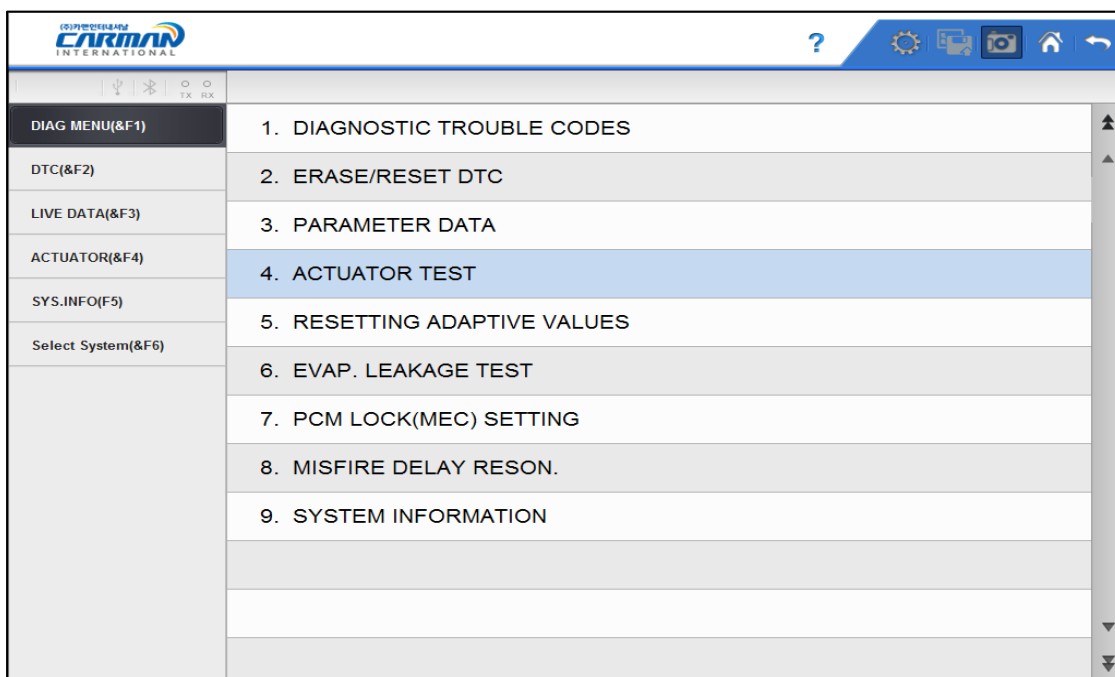 (주)카맨인터내셔날
CARMAN
INTERNATIONAL
?
TX RX
DIAG MENU(&F1)
DTC(&F2)
LIVE DATA(&F3)
ACTUATOR(&F4)
SYS.INFO(F5)
Select System(&F6)
1. DIAGNOSTIC TROUBLE CODES
2. ERASE/RESET DTC
3. PARAMETER DATA
4. ACTUATOR TEST
5. RESETTING ADAPTIVE VALUES
6. EVAP. LEAKAGE TEST
7. PCM LOCK(MEC) SETTING
8. MISFIRE DELAY RESON.
9. SYSTEM INFORMATION